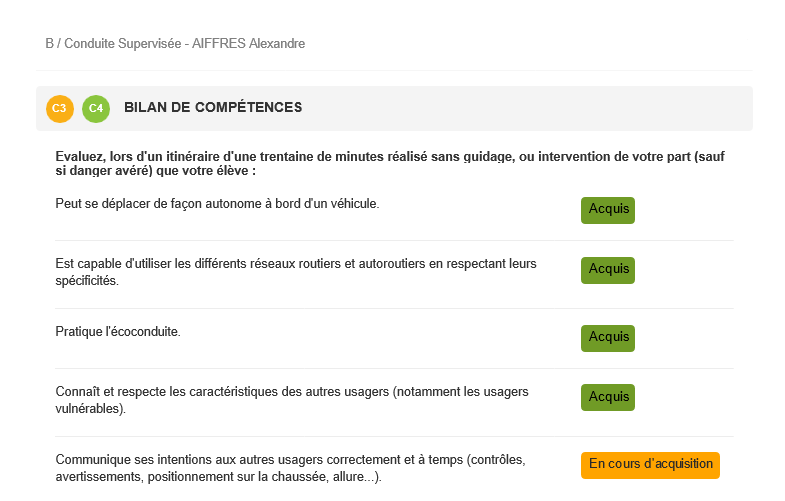 B / Conduite Supervisée - AIFFRES Alexandre
C3 C4 BILAN DE COMPÉTENCES
Evaluez, lors d'un itinéraire d'une trentaine de minutes réalisé sans guidage, ou intervention de votre part (sauf
si danger avéré) que votre élève :
Peut se déplacer de façon autonome à bord d'un véhicule.
Acquis
Est capable d'utiliser les différents réseaux routiers et autoroutiers en respectant leurs
spécificités.
Acquis
Pratique l'écoconduite.
Acquis
Connaît et respecte les caractéristiques des autres usagers (notamment les usagers
vulnérables).
Acquis
Communique ses intentions aux autres usagers correctement et à temps (contrôles,
avertissements, positionnement sur la chaussée, allure...).
En cours d'acquisition